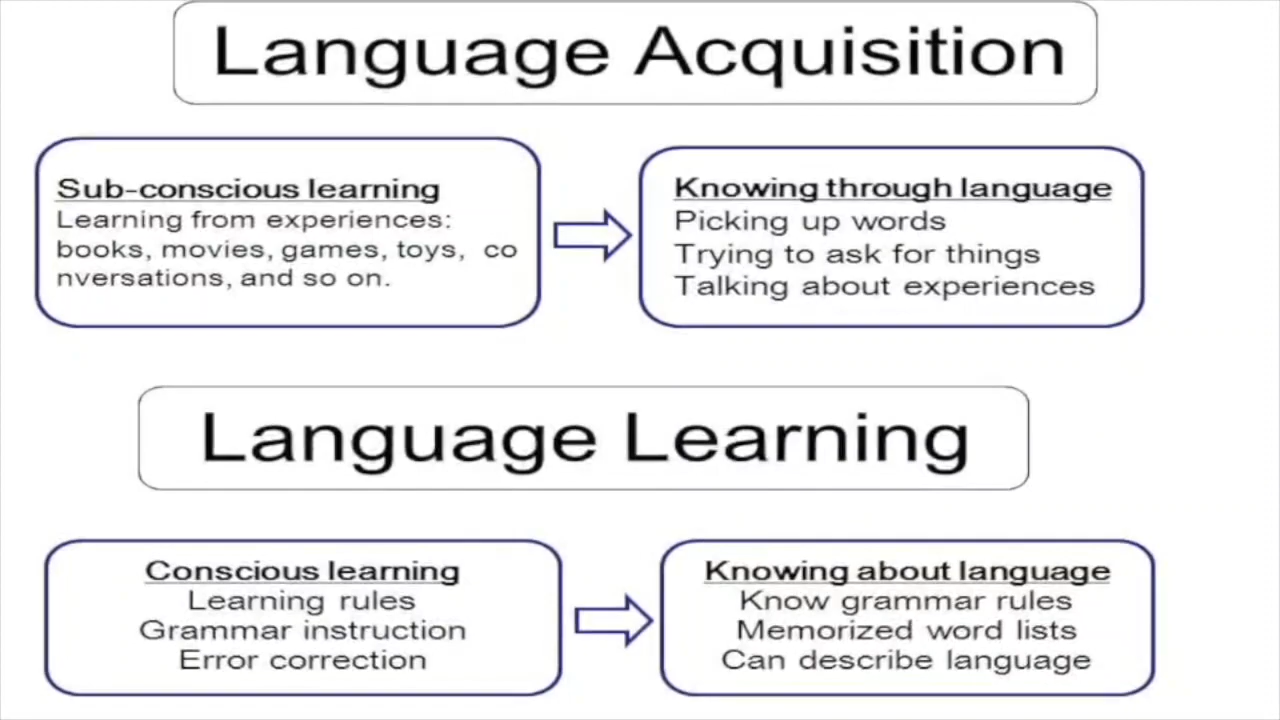 Language Acquisition
Sub-conscious learning
Learning from experiences:
books, movies, games, toys, co
nversations, and so on.
Knowing through language
Picking up words
Trying to ask for things
Talking about experiences
Language Learning
Conscious learning
Learning rules
Grammar instruction
Error correction
Knowing about language
Know grammar rules
Memorized word lists
Can describe language